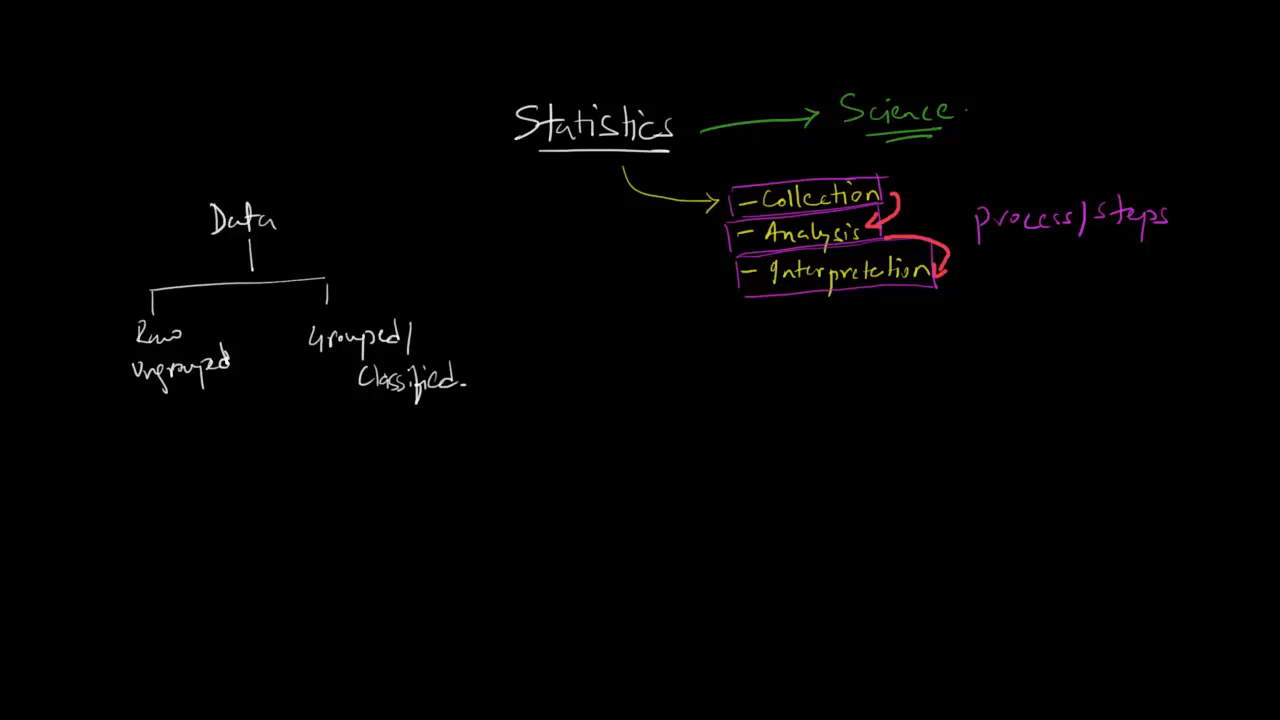 Statistics
Science.
- Collection
- Analysis
- Interpretation
process/steps
Data
Raw
Ungrouped
Grouped/
Classified.